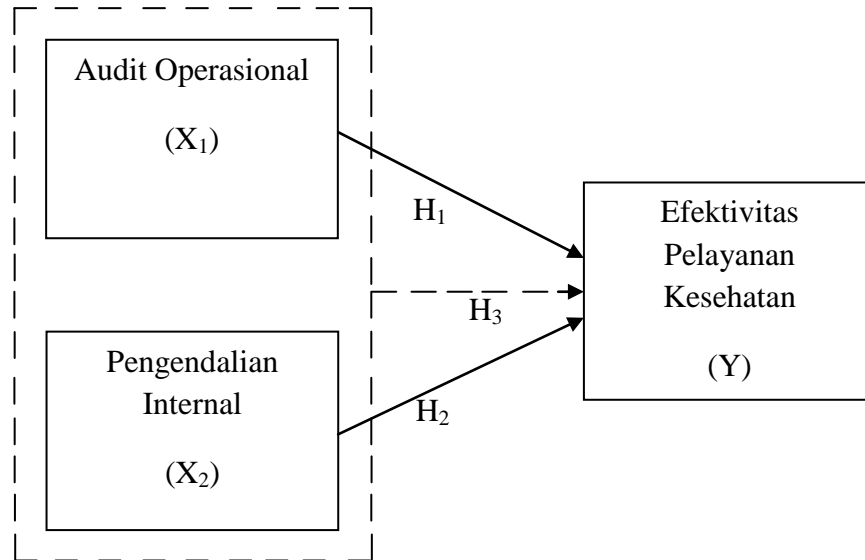 Audit Operasional
(X₁)
H₁
Efektivitas
Pelayanan
Kesehatan
(Y)
H₃
Pengendalian
Internal
(X₂)
H₂